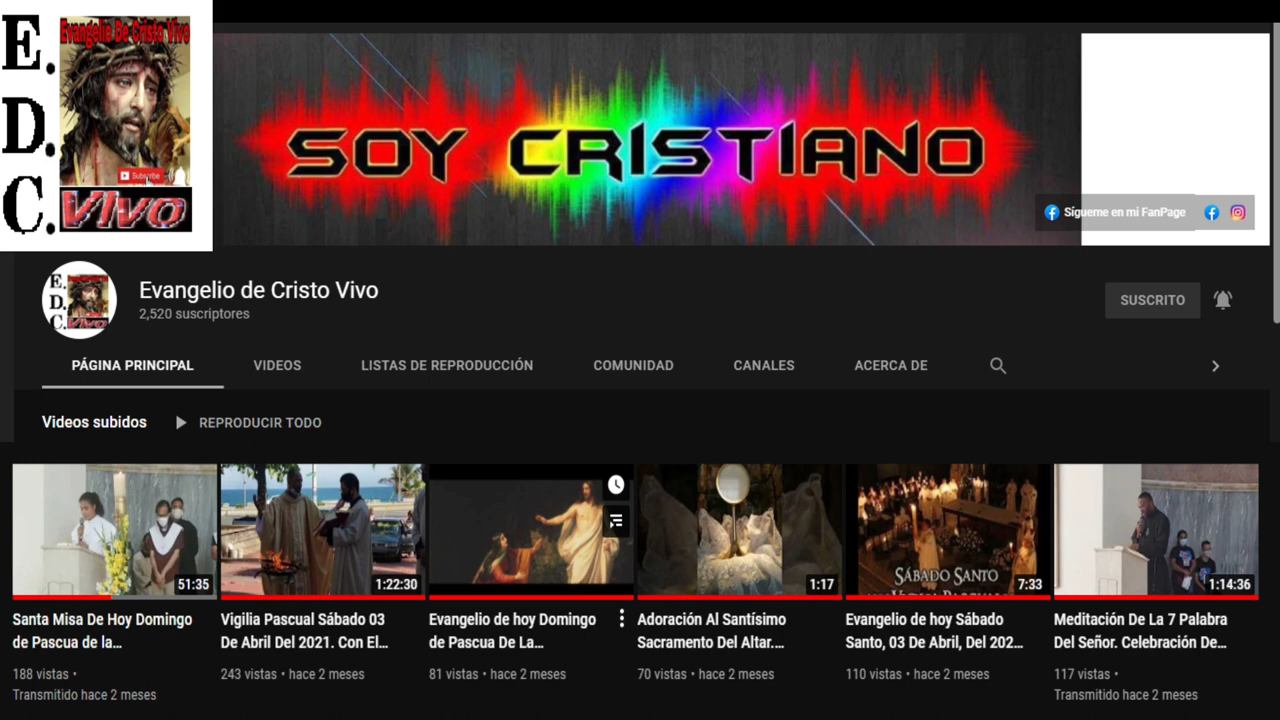 E.
D.
C.
Evangelio De Cristo Vivo
Subscribe
Vivo
SOY CRISTIANO
Sígueme en mi FanPage
E.
D.
C.
Vivo
Evangelio de Cristo Vivo
2,520 suscriptores
SUSCRITO
PÁGINA PRINCIPAL VIDEOS LISTAS DE REPRODUCCIÓN COMUNIDAD CANALES ACERCA DE
Videos subidos REPRODUCIR TODO
SÁBADO SANTO
51:35 1:22:30 1:17 7:33 1:14:36
Santa Misa De Hoy Domingo
de Pascua de la...
188 vistas •
Transmitido hace 2 meses
Vigilia Pascual Sábado 03
De Abril Del 2021. Con El...
243 vistas • hace 2 meses
Evangelio de hoy Domingo
de Pascua De La...
81 vistas • hace 2 meses
Adoración Al Santísimo
Sacramento Del Altar....
70 vistas • hace 2 meses
Evangelio de hoy Sábado
Santo, 03 De Abril, Del 202...
110 vistas • hace 2 meses
Meditación De La 7 Palabra
Del Señor. Celebración De...
117 vistas •
Transmitido hace 2 meses